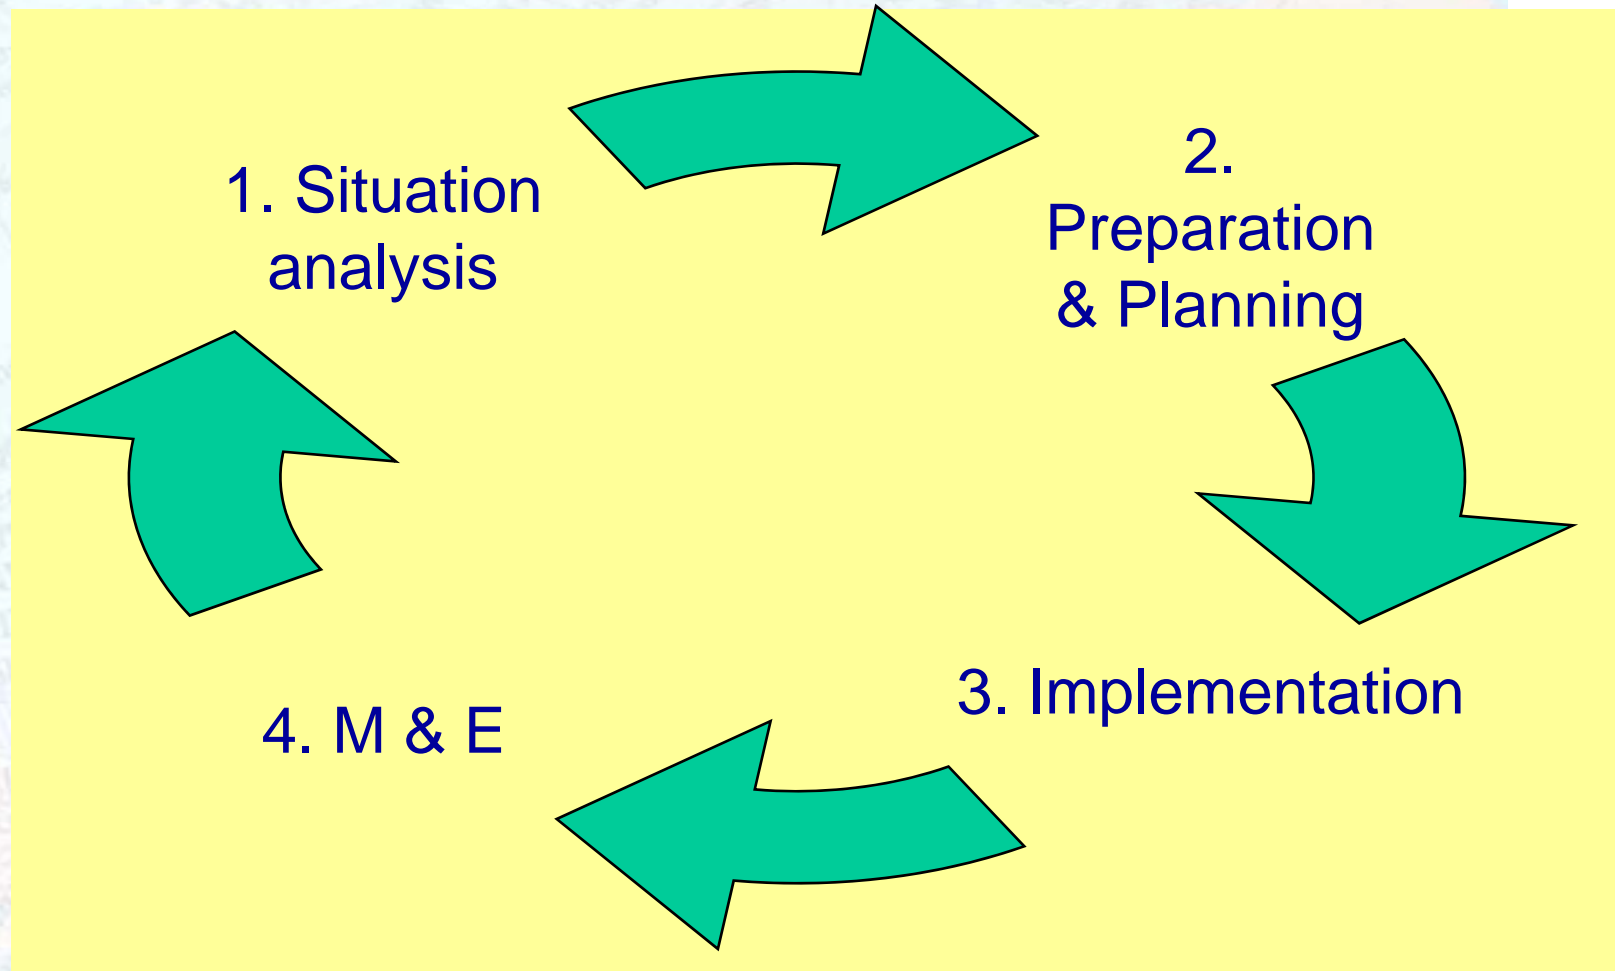 1. Situation
analysis
2.
Preparation
& Planning
3. Implementation
4. M & E